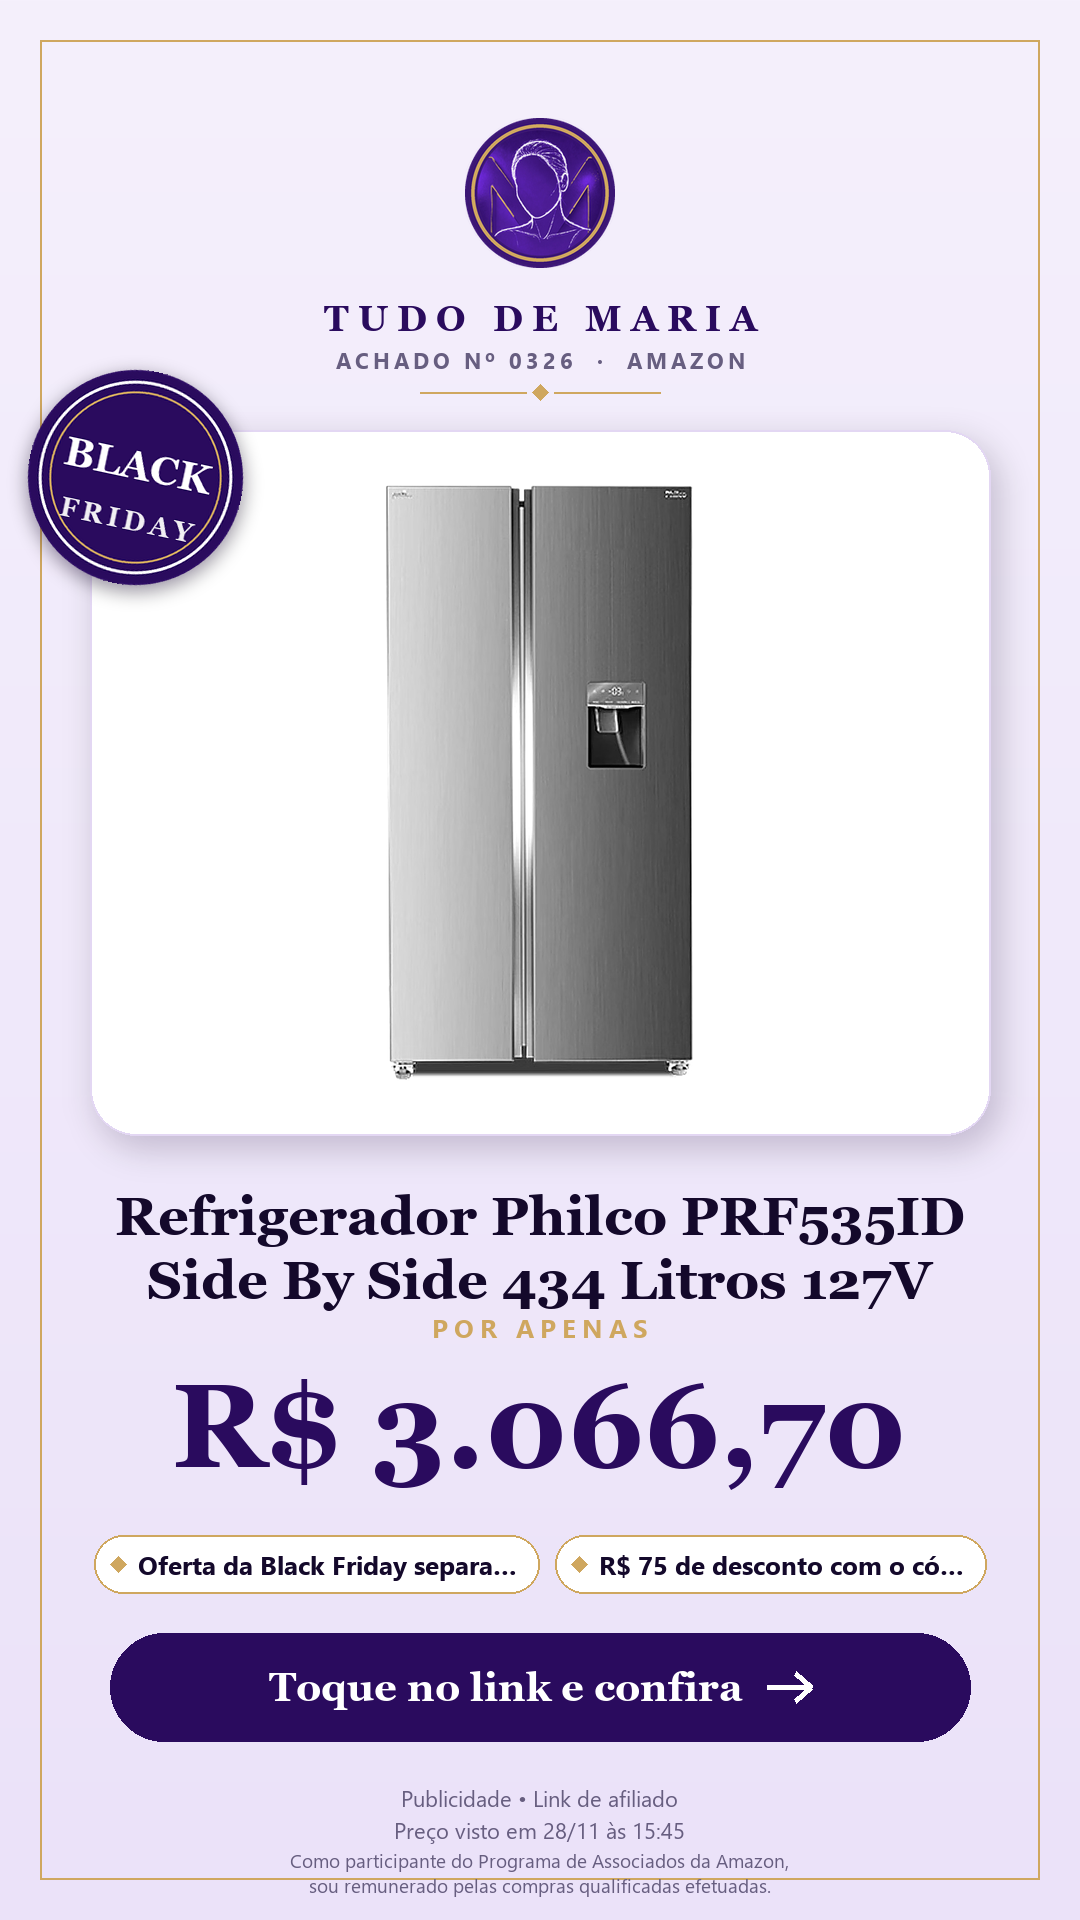 TUDO DE MARIA
ACHADO Nº 0326 · AMAZON
BLACK
FRIDAY
PHILCO
-03
Refrigerador Philco PRF535ID
Side By Side 434 Litros 127V
POR APENAS
R$ 3.066,70
Oferta da Black Friday separa...
R$ 75 de desconto com o có...
Toque no link e confira →
Publicidade • Link de afiliado
Preço visto em 28/11 às 15:45
Como participante do Programa de Associados da Amazon,
sou remunerado pelas compras qualificadas efetuadas.